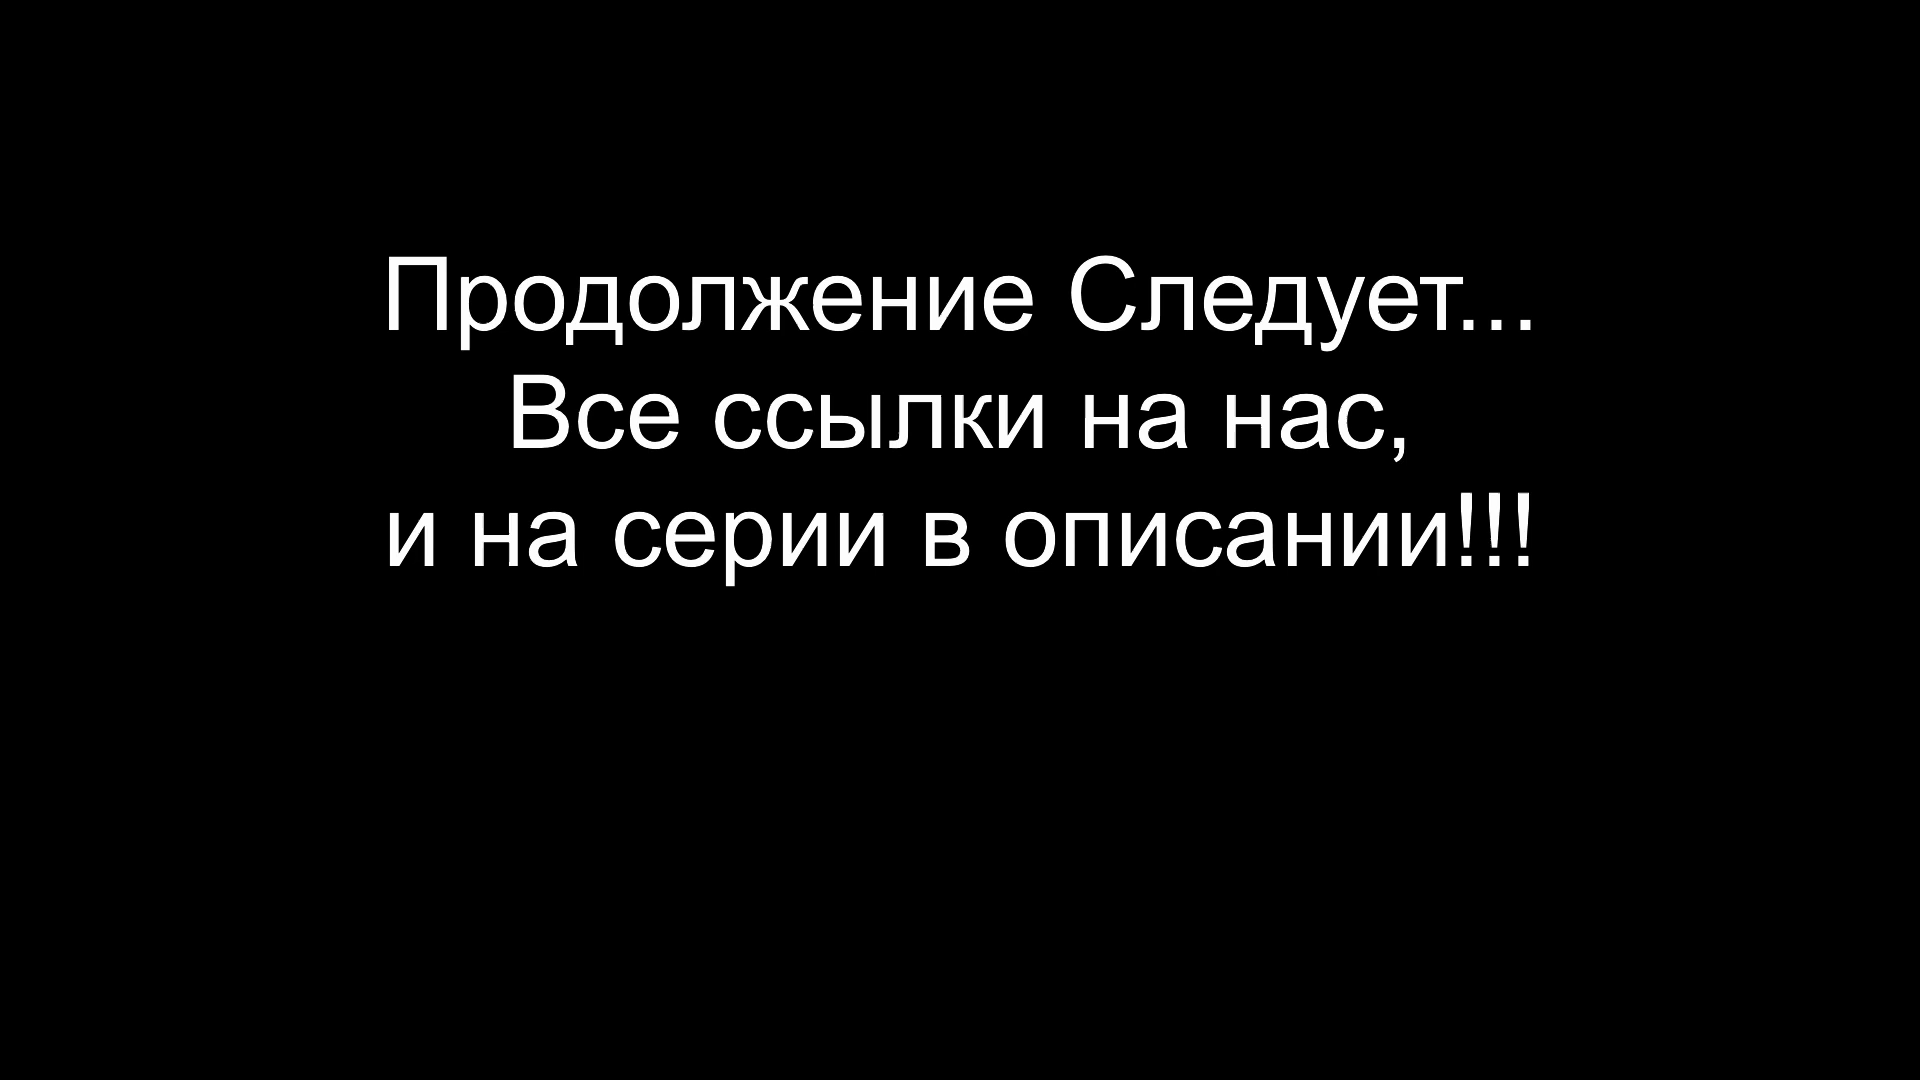 Продолжение Следует...
Все ссылки на нас,
и на серии в описании!!!